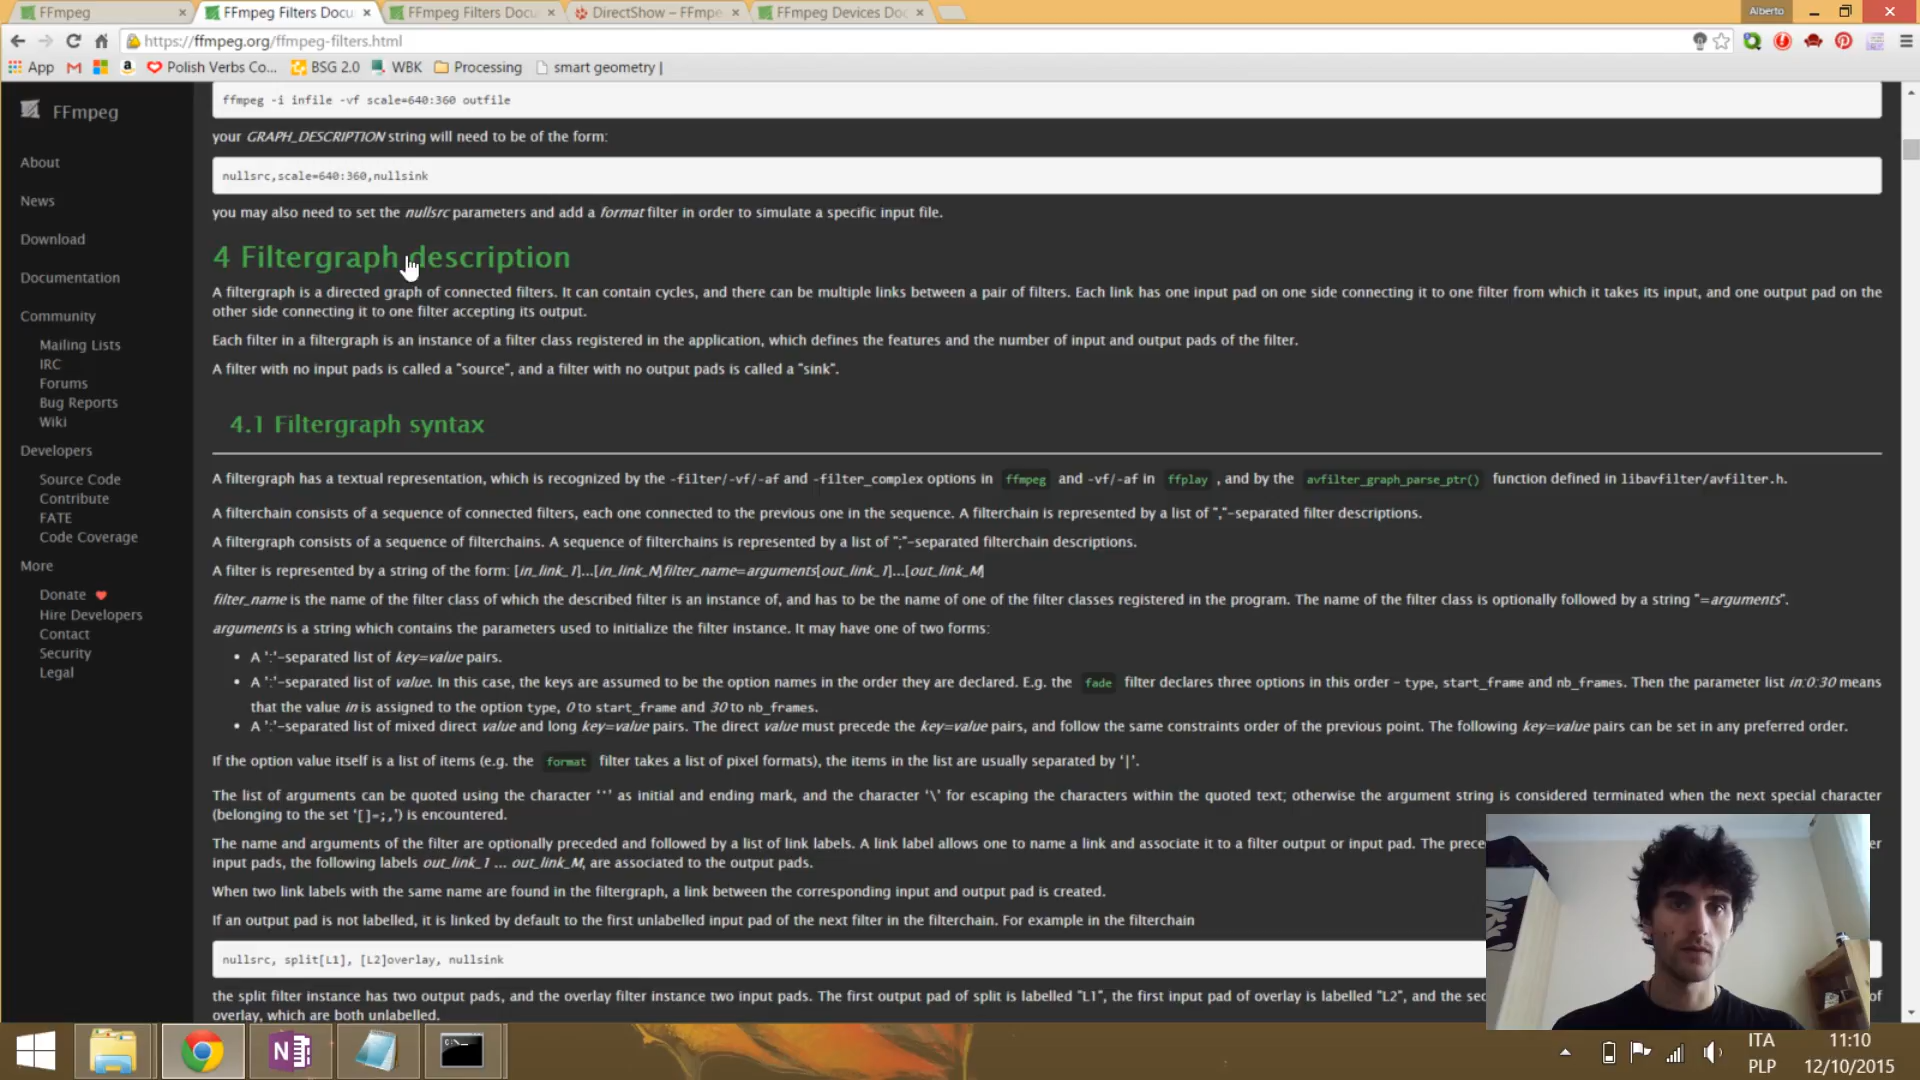 FFmpeg
FFmpeg Filters Docu
FFmpeg Filters Docu
DirectShow – FFmpe
FFmpeg Devices Doc
Alberto
https://ffmpeg.org/ffmpeg-filters.html
App
Polish Verbs Co...
BSG 2.0
WBK
Processing
smart geometry |
FFmpeg
About
News
Download
Documentation
Community
Mailing Lists
IRC
Forums
Bug Reports
Wiki
Developers
Source Code
Contribute
FATE
Code Coverage
More
Donate
Hire Developers
Contact
Security
Legal
ffmpeg -i infile -vf scale=640:360 outfile
your GRAPH_DESCRIPTION string will need to be of the form:
nullsrc,scale=640:360,nullsink
you may also need to set the nullsrc parameters and add a format filter in order to simulate a specific input file.
4 Filtergraph description
A filtergraph is a directed graph of connected filters. It can contain cycles, and there can be multiple links between a pair of filters. Each link has one input pad on one side connecting it to one filter from which it takes its input, and one output pad on the
other side connecting it to one filter accepting its output.
Each filter in a filtergraph is an instance of a filter class registered in the application, which defines the features and the number of input and output pads of the filter.
A filter with no input pads is called a "source", and a filter with no output pads is called a "sink".
4.1 Filtergraph syntax
A filtergraph has a textual representation, which is recognized by the -filter/-vf/-af and -filter_complex options in ffmpeg and -vf/-af in ffplay , and by the avfilter_graph_parse_ptr() function defined in libavfilter/avfilter.h.
A filterchain consists of a sequence of connected filters, each one connected to the previous one in the sequence. A filterchain is represented by a list of ","-separated filter descriptions.
A filtergraph consists of a sequence of filterchains. A sequence of filterchains is represented by a list of ";"-separated filterchain descriptions.
A filter is represented by a string of the form: [in_link_1]...[in_link_N]filter_name=arguments[out_link_1]...[out_link_M]
filter_name is the name of the filter class of which the described filter is an instance of, and has to be the name of one of the filter classes registered in the program. The name of the filter class is optionally followed by a string "=arguments".
arguments is a string which contains the parameters used to initialize the filter instance. It may have one of two forms:
• A ':'-separated list of key=value pairs.
• A ':'-separated list of value. In this case, the keys are assumed to be the option names in the order they are declared. E.g. the fade filter declares three options in this order – type, start_frame and nb_frames. Then the parameter list in:0:30 means
that the value in is assigned to the option type, 0 to start_frame and 30 to nb_frames.
• A ':'-separated list of mixed direct value and long key=value pairs. The direct value must precede the key=value pairs, and follow the same constraints order of the previous point. The following key=value pairs can be set in any preferred order.
If the option value itself is a list of items (e.g. the format filter takes a list of pixel formats), the items in the list are usually separated by '|'.
The list of arguments can be quoted using the character ''' as initial and ending mark, and the character '\' for escaping the characters within the quoted text; otherwise the argument string is considered terminated when the next special character
(belonging to the set '[]=;,') is encountered.
The name and arguments of the filter are optionally preceded and followed by a list of link labels. A link label allows one to name a link and associate it to a filter output or input pad. The prece er
input pads, the following labels out_link_1 ... out_link_M, are associated to the output pads.
When two link labels with the same name are found in the filtergraph, a link between the corresponding input and output pad is created.
If an output pad is not labelled, it is linked by default to the first unlabelled input pad of the next filter in the filterchain. For example in the filterchain
nullsrc, split[L1], [L2]overlay, nullsink
the split filter instance has two output pads, and the overlay filter instance two input pads. The first output pad of split is labelled "L1", the first input pad of overlay is labelled "L2", and the sec of
overlay, which are both unlabelled.
ITA
PLP
11:10
12/10/2015